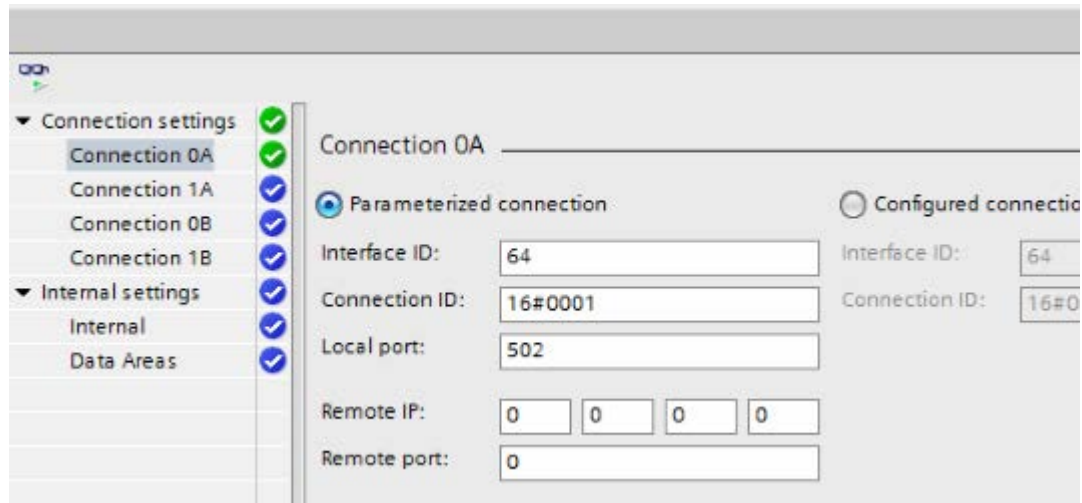 Connection settings
Connection 0A
Connection 1A
Connection 0B
Connection 1B
Internal settings
Internal
Data Areas
Connection 0A
Parameterized connection
Interface ID: 64
Connection ID: 16#0001
Local port: 502
Remote IP: 0 0 0 0
Remote port: 0
Configured connectio
Interface ID: 64
Connection ID: 16#0